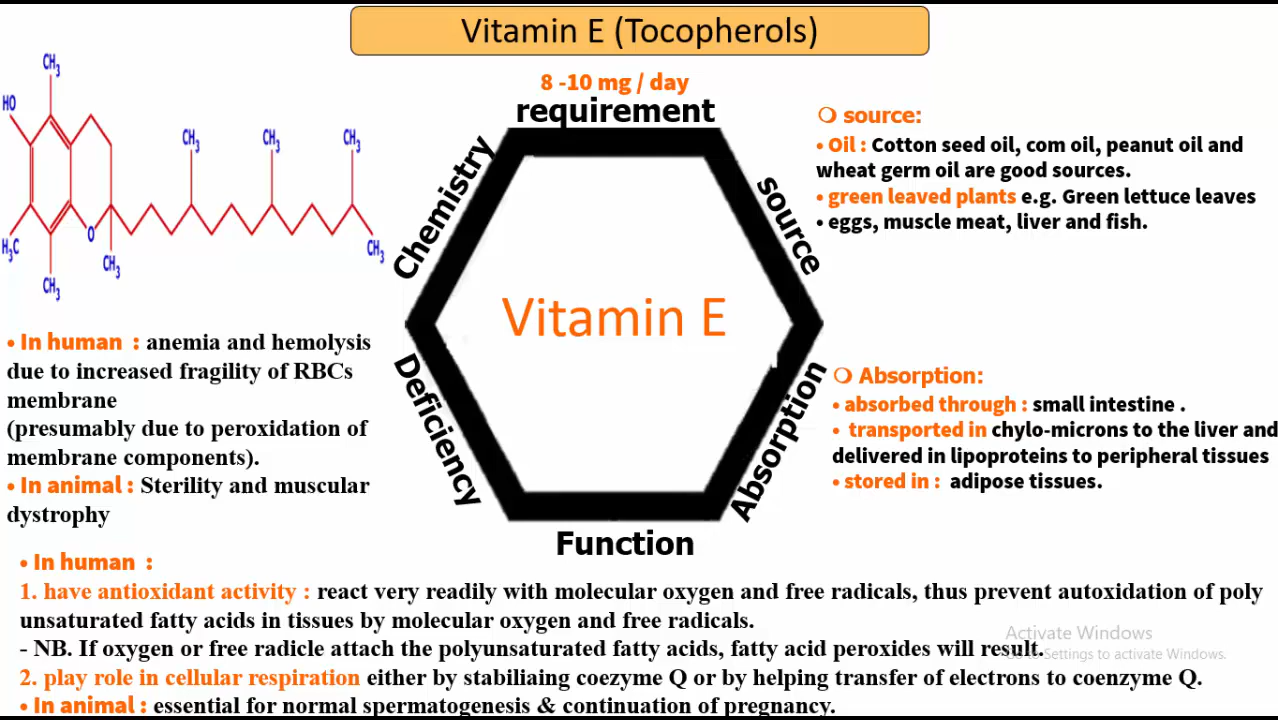 Vitamin E (Tocopherols)
8 -10 mg / day
requirement
CH3
HO
CH3
CH3
CH3
H3C
O
CH3
CH3
CH3
Chemistry
source
source:
• Oil : Cotton seed oil, com oil, peanut oil and
wheat germ oil are good sources.
• green leaved plants e.g. Green lettuce leaves
• eggs, muscle meat, liver and fish.
Vitamin E
• In human : anemia and hemolysis
due to increased fragility of RBCs
membrane
(presumably due to peroxidation of
membrane components).
• In animal : Sterility and muscular
dystrophy
Deficiency
Absorption
Absorption:
• absorbed through : small intestine .
• transported in chylo-microns to the liver and
delivered in lipoproteins to peripheral tissues
• stored in : adipose tissues.
Function
• In human :
1. have antioxidant activity : react very readily with molecular oxygen and free radicals, thus prevent autoxidation of poly
unsaturated fatty acids in tissues by molecular oxygen and free radicals.
- NB. If oxygen or free radicle attach the polyunsaturated fatty acids, fatty acid peroxides will result.
2. play role in cellular respiration either by stabiliaing coezyme Q or by helping transfer of electrons to coenzyme Q.
• In animal : essential for normal spermatogenesis & continuation of pregnancy.
Activate Windows
Go to Settings to activate Windows.